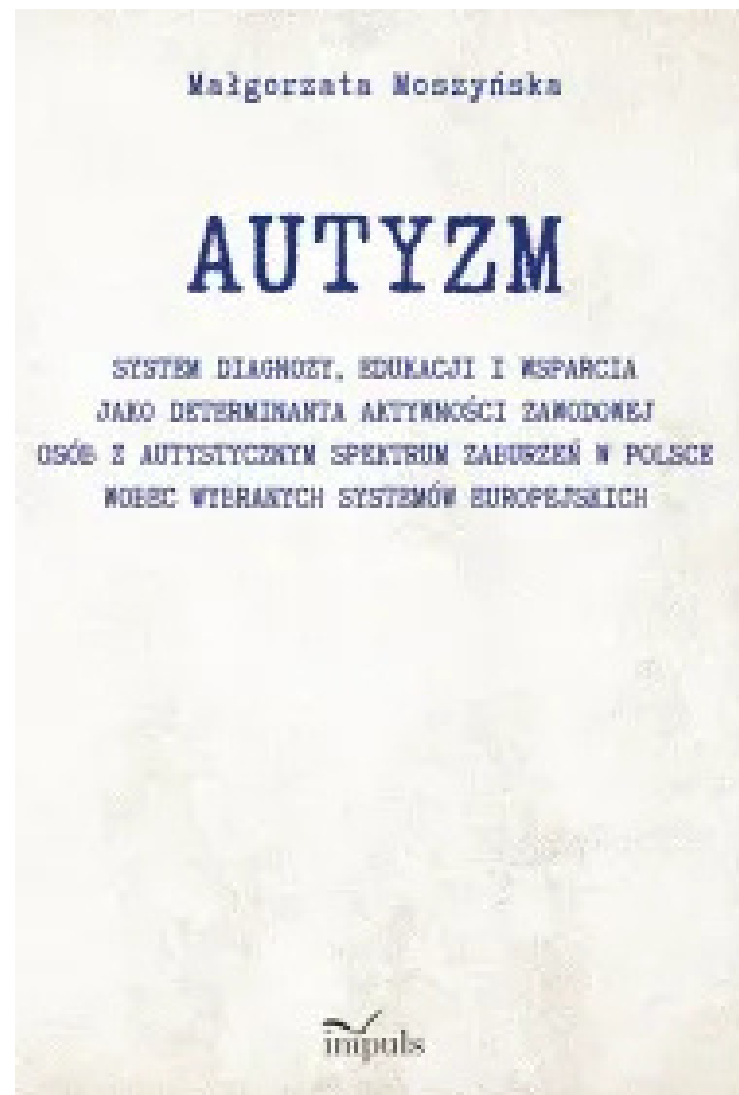 Małgorzata Moszyńska
AUTYZM
SYSTEM DIAGNOZY, EDUKACJI I WSPARCIA
JAKO DETERMINANTA AKTYWNOŚCI ZAWODOWEJ
OSÓB Z AUTYSTYCZNYM SPEKTRUM ZABURZEŃ W POLSCE
WOBEC WYBRANYCH SYSTEMÓW EUROPEJSKICH
impuls